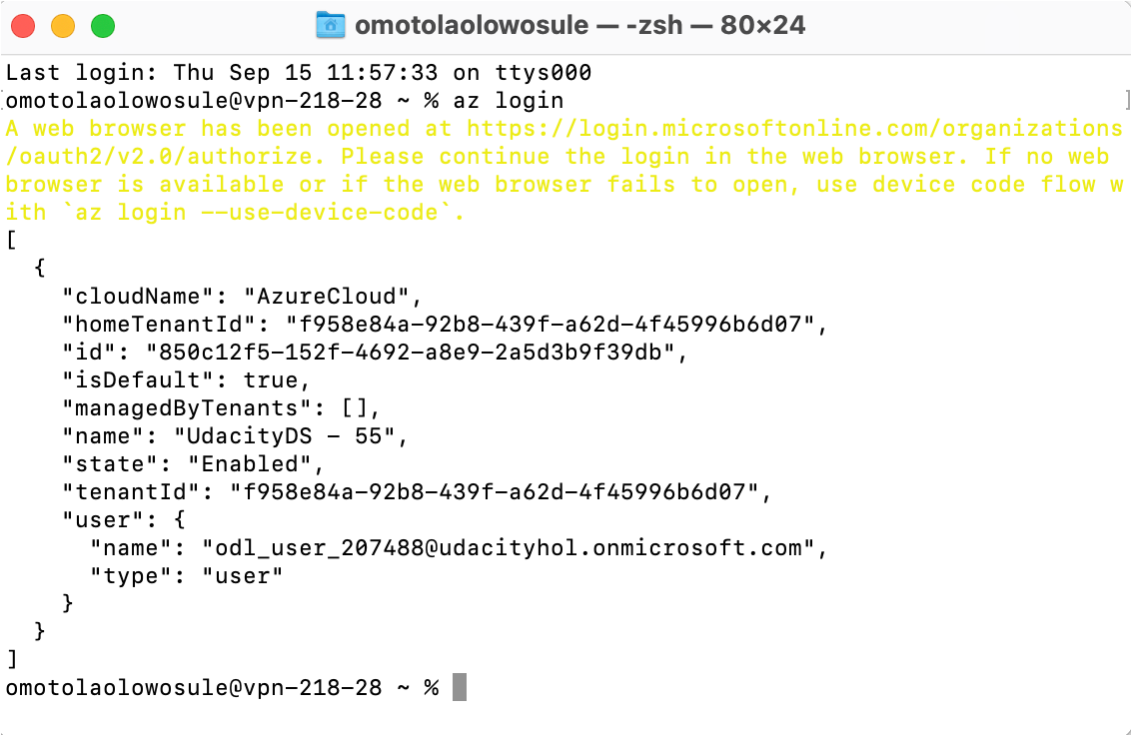 omotolaolowosule — -zsh — 80×24
Last login: Thu Sep 15 11:57:33 on ttys000
omotolaolowosule@vpn-218-28 ~ % az login
A web browser has been opened at https://login.microsoftonline.com/organizations
/oauth2/v2.0/authorize. Please continue the login in the web browser. If no web
browser is available or if the web browser fails to open, use device code flow w
ith `az login --use-device-code`.
[
  {
    "cloudName": "AzureCloud",
    "homeTenantId": "f958e84a-92b8-439f-a62d-4f45996b6d07",
    "id": "850c12f5-152f-4692-a8e9-2a5d3b9f39db",
    "isDefault": true,
    "managedByTenants": [],
    "name": "UdacityDS - 55",
    "state": "Enabled",
    "tenantId": "f958e84a-92b8-439f-a62d-4f45996b6d07",
    "user": {
      "name": "odl_user_207488@udacityhol.onmicrosoft.com",
      "type": "user"
    }
  }
]
omotolaolowosule@vpn-218-28 ~ %